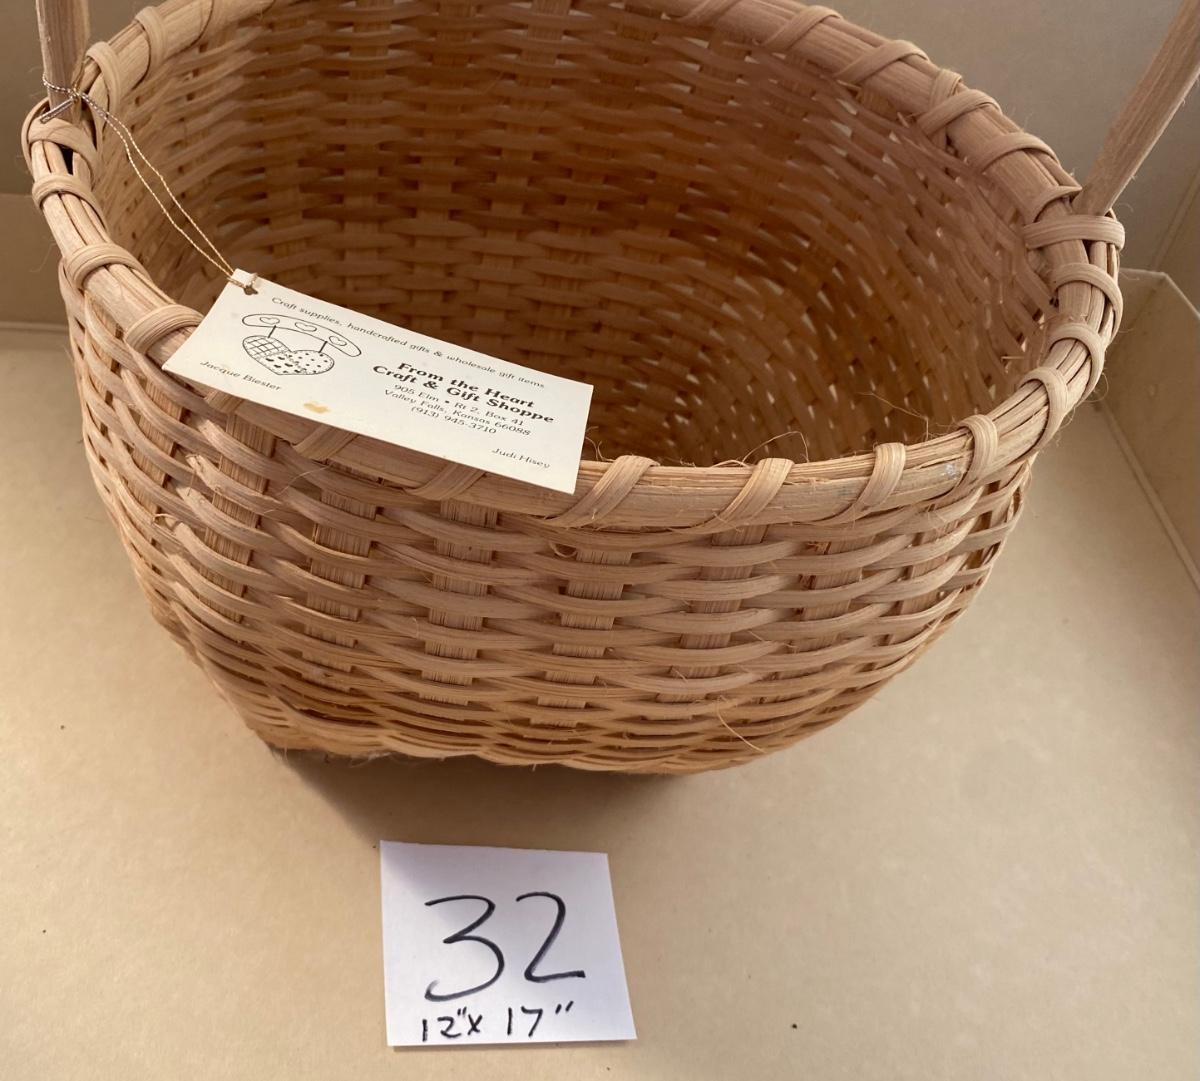 Craft supplies, handcrafted gifts & wholesale gift items
Jacque Biester
From the Heart
Craft & Gift Shoppe
905 Elm • Rt 2, Box 41
Valley Falls, Kansas 66088
(913) 945-3710
Judi Hisey
32
12" x 17"